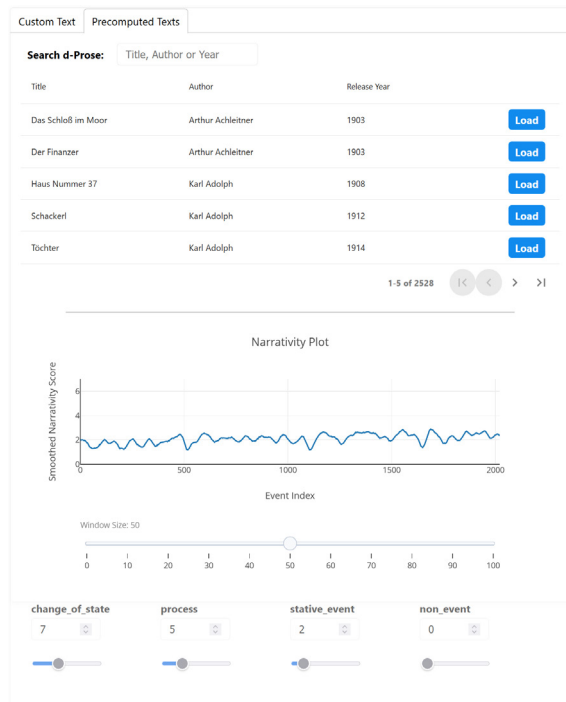 Custom Text Precomputed Texts
Search d-Prose: Title, Author or Year
Title Author Release Year
Das Schloß im Moor Arthur Achleitner 1903 Load
Der Finanzer Arthur Achleitner 1903 Load
Haus Nummer 37 Karl Adolph 1908 Load
Schackerl Karl Adolph 1912 Load
Töchter Karl Adolph 1914 Load
1-5 of 2528
Narrativity Plot
Smoothed Narrativity Score
6
4
2
0
0 500 1000 1500 2000
Event Index
Window Size: 50
0 10 20 30 40 50 60 70 80 90 100
change_of_state process stative_event non_event
7 5 2 0